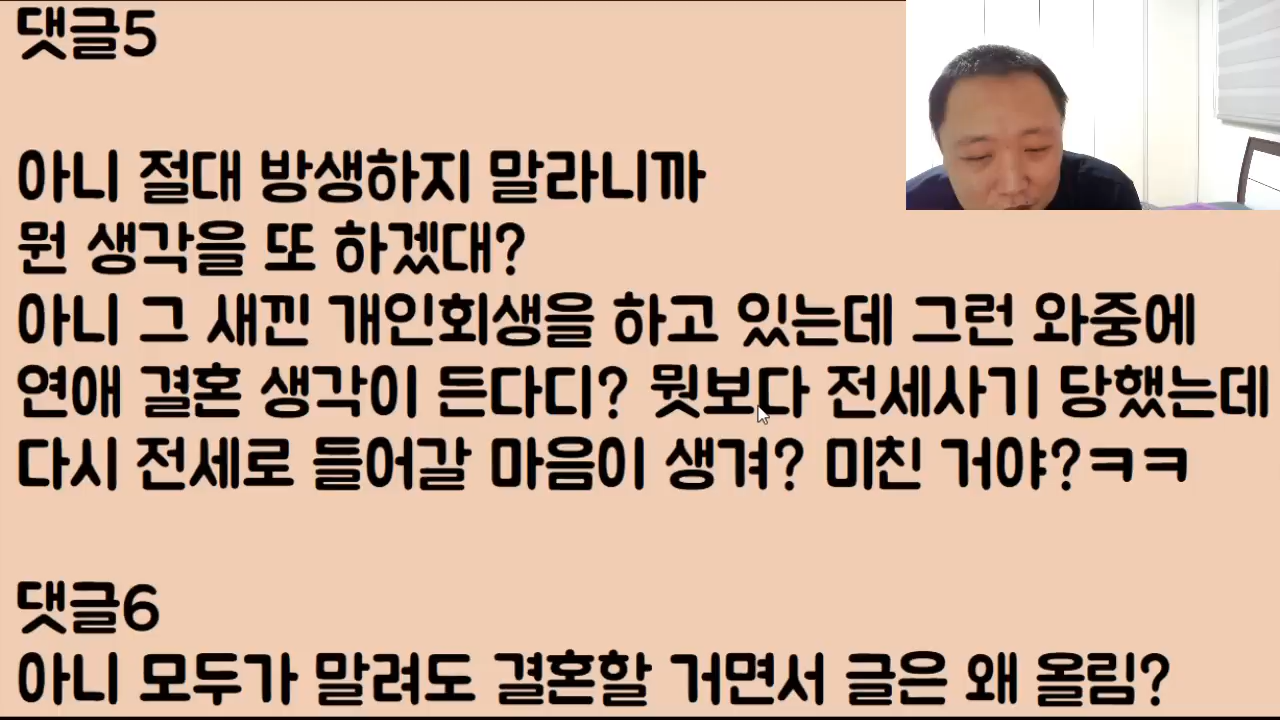 댓글5
아니 절대 방생하지 말라니까
뭔 생각을 또 하겠대?
아니 그 새낀 개인회생을 하고 있는데 그런 와중에
연애 결혼 생각이 든다디? 뭣보다 전세사기 당했는데
다시 전세로 들어갈 마음이 생겨? 미친 거야?ㅋㅋ
댓글6
아니 모두가 말려도 결혼할 거면서 글은 왜 올림?